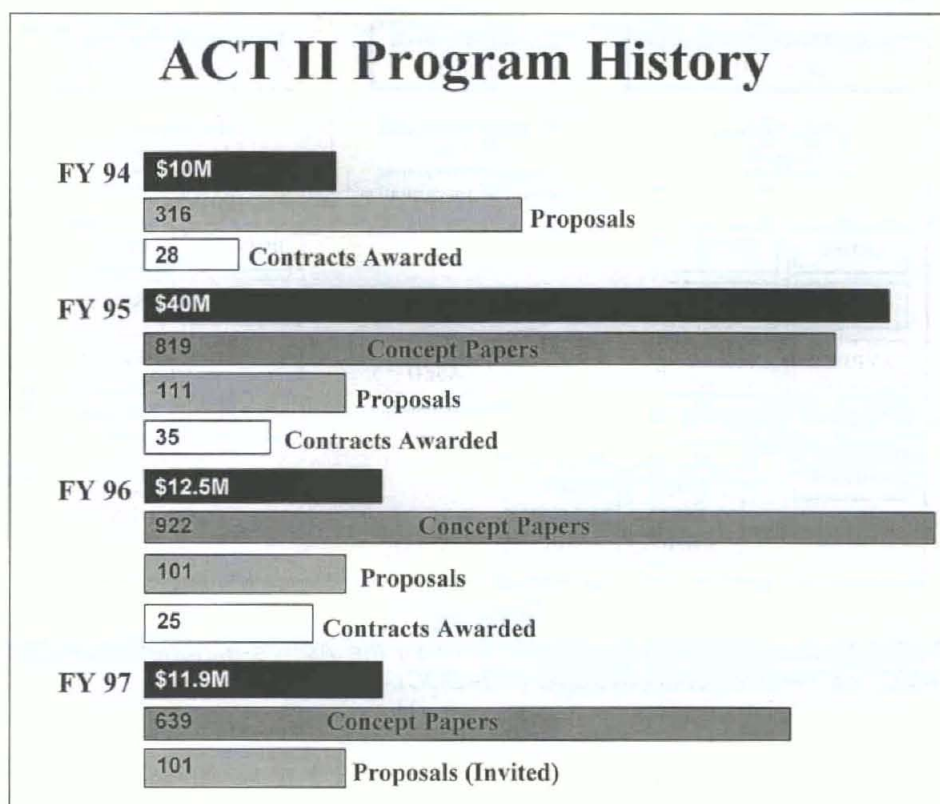 ACT II Program History
FY 94
$10M
316 Proposals
28 Contracts Awarded
FY 95
$40M
819 Concept Papers
111 Proposals
35 Contracts Awarded
FY 96
$12.5M
922 Concept Papers
101 Proposals
25 Contracts Awarded
FY 97
$11.9M
639 Concept Papers
101 Proposals (Invited)